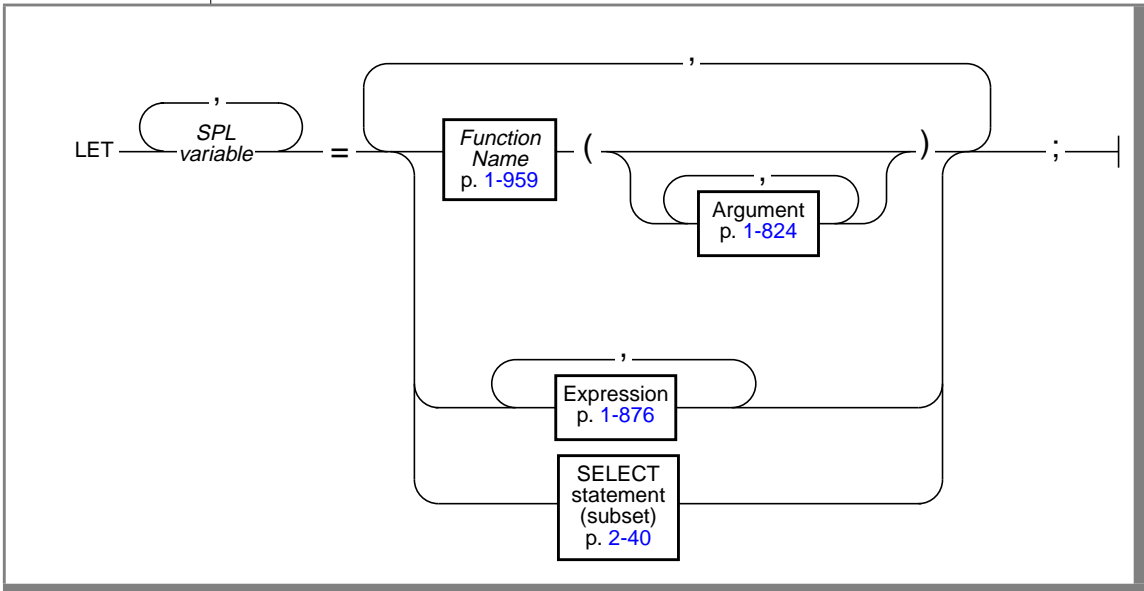 ,
,
LET SPL variable = Function Name p. 1-959 ( ) ;
,
Argument
p. 1-824
,
Expression
p. 1-876
SELECT
statement
(subset)
p. 2-40